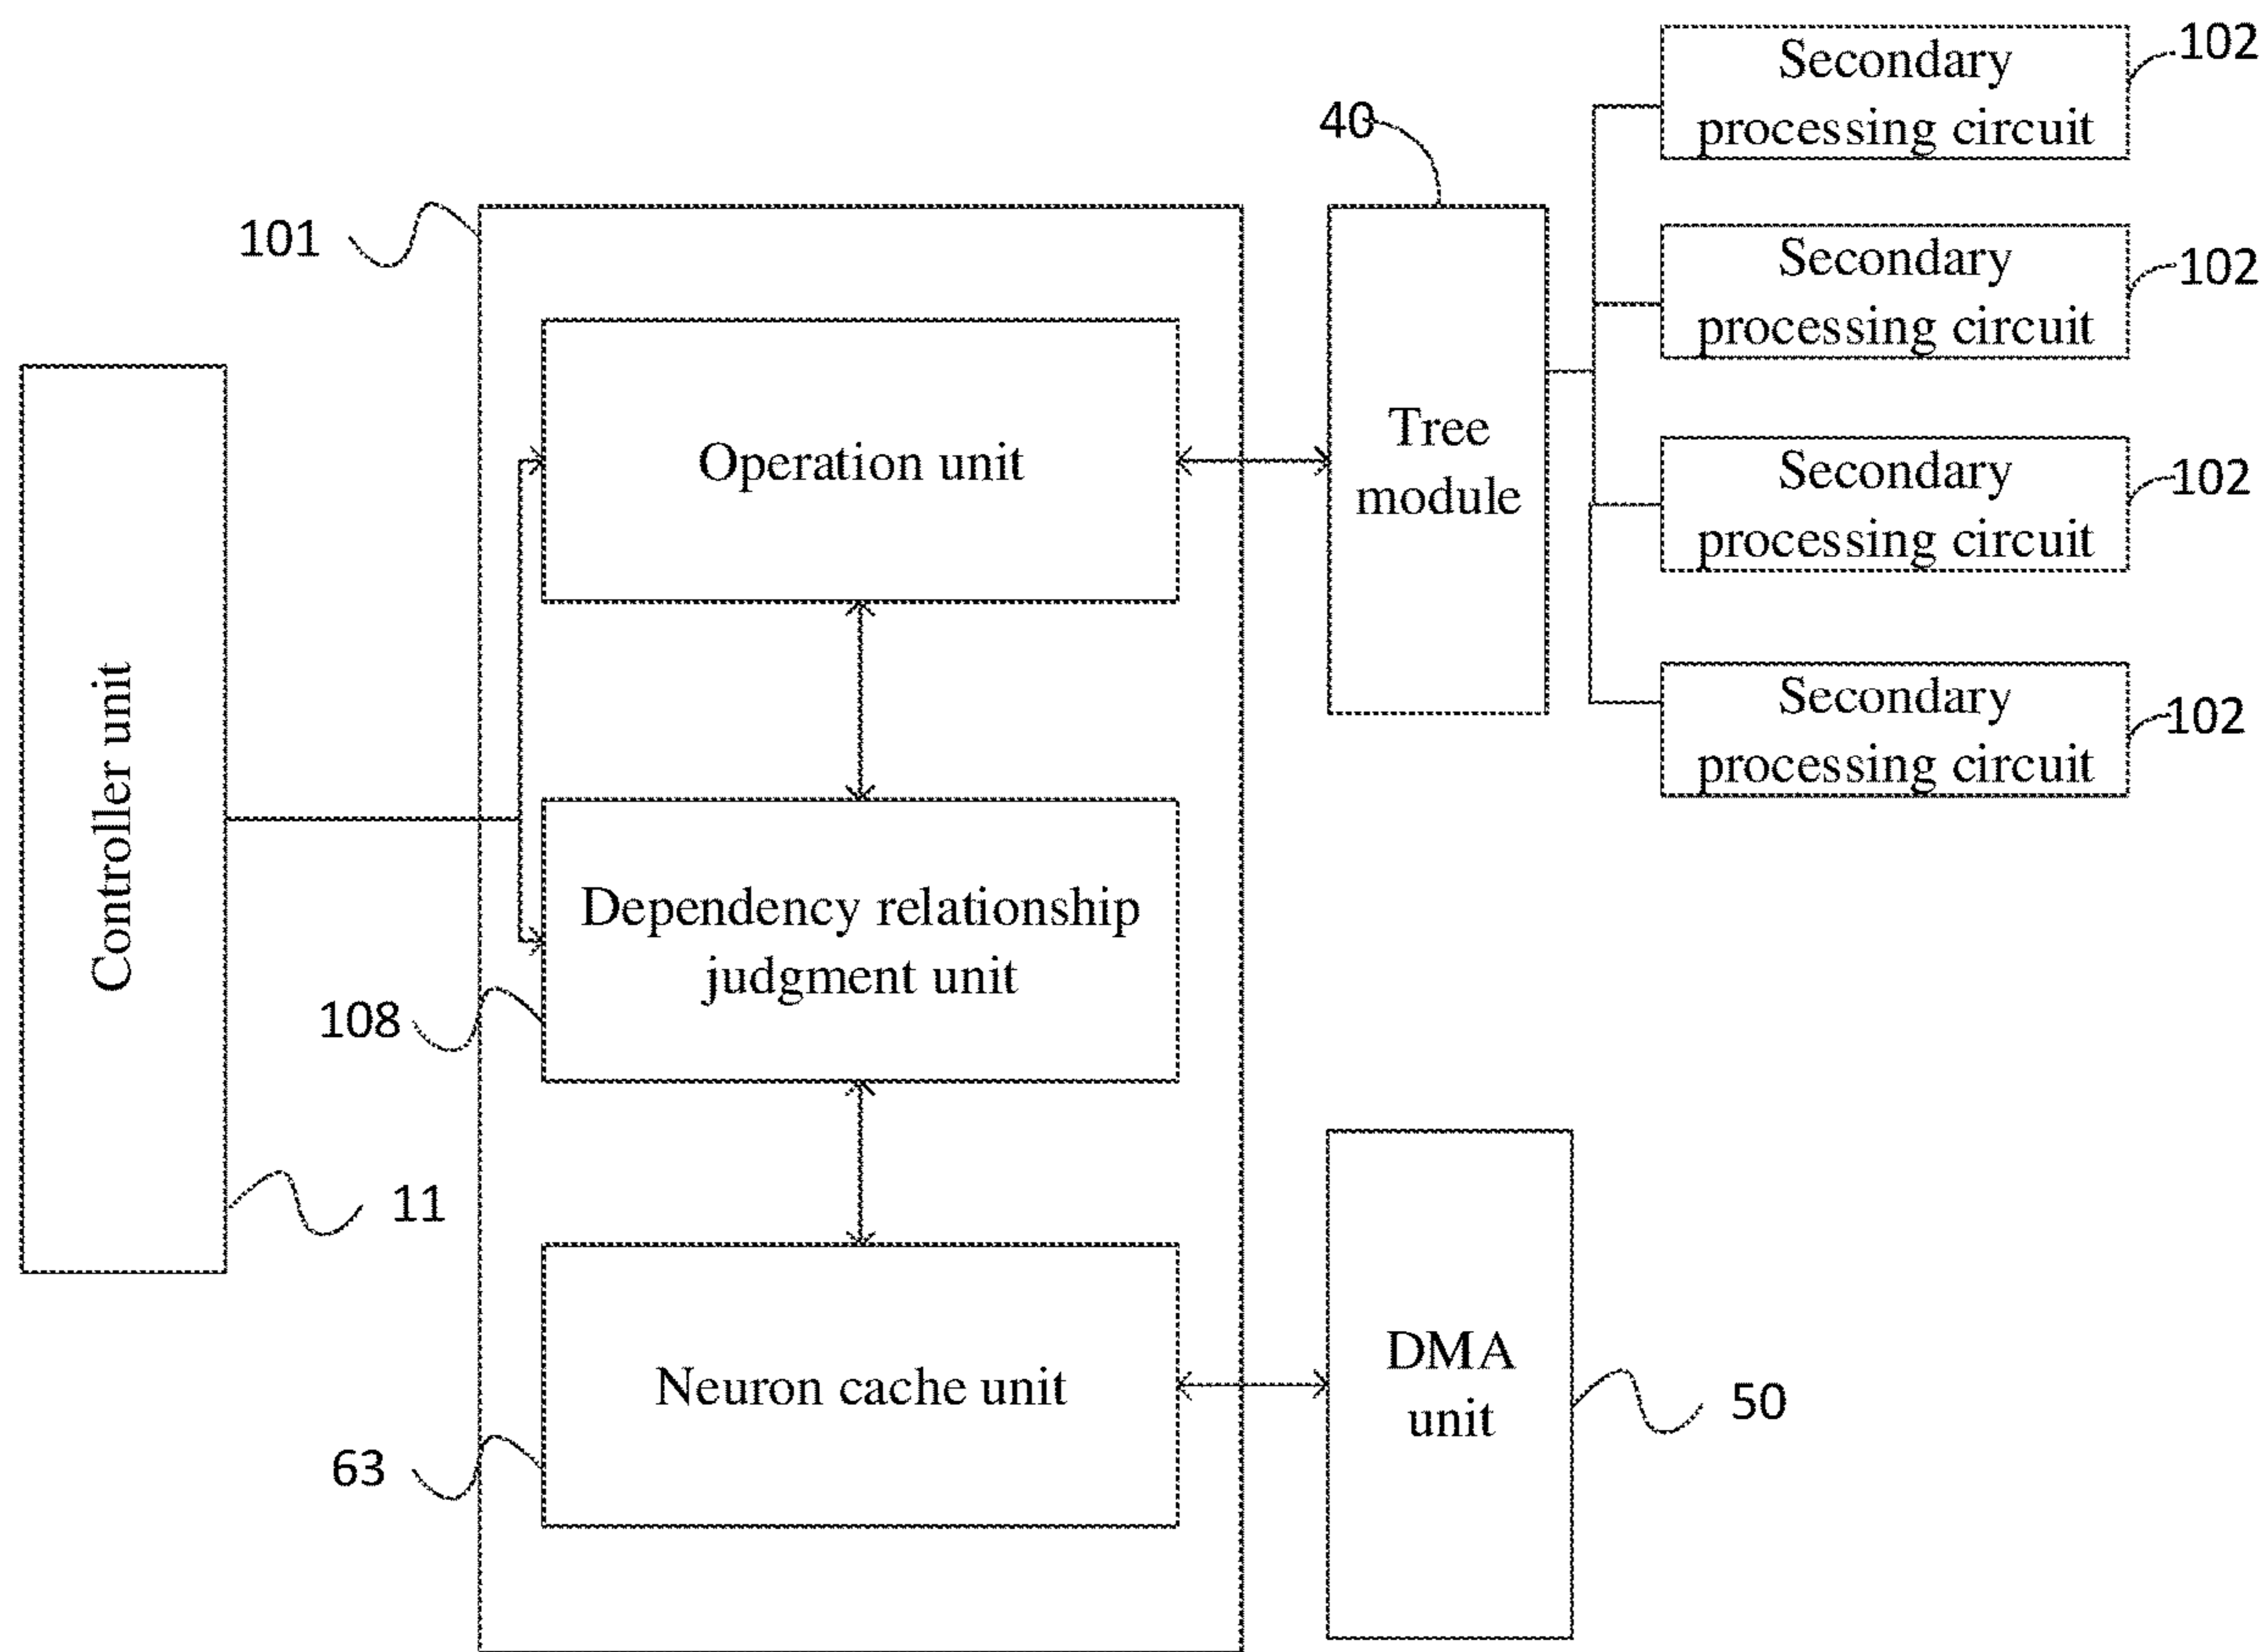 102
Secondary
processing circuit
40
102
Secondary
processing circuit
101
Tree
module
102
Secondary
processing circuit
Operation unit
102
Secondary
processing circuit
Controller unit
11
Dependency relationship
judgment unit
108
Neuron cache unit
63
DMA
unit
50